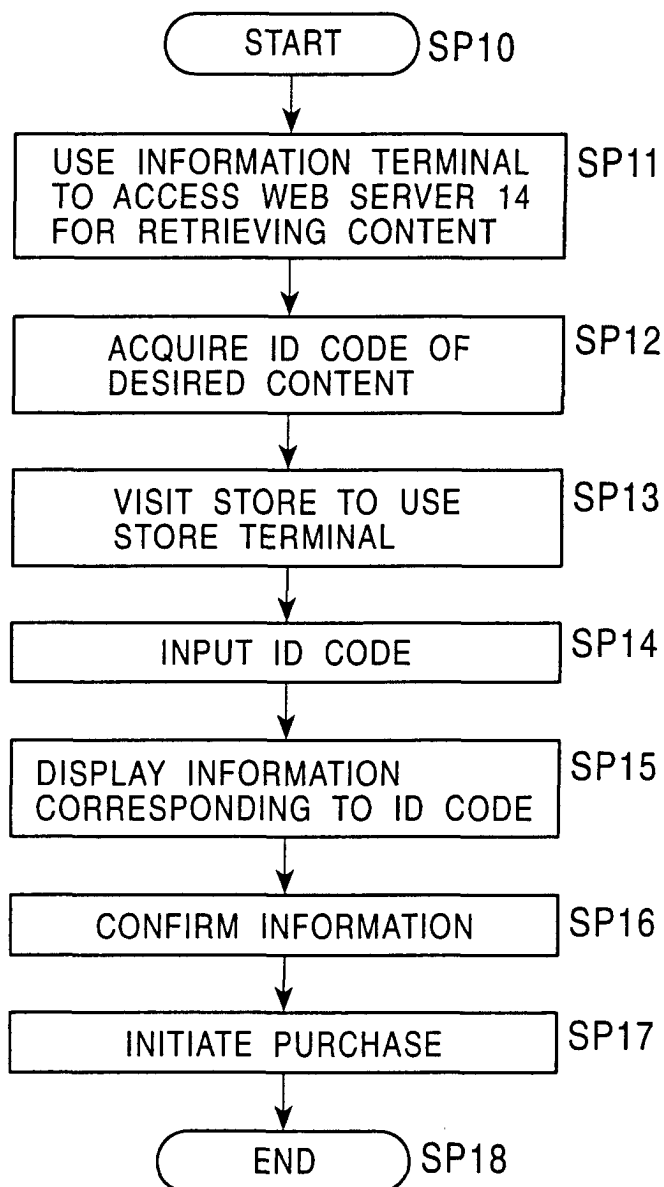 START SP10
USE INFORMATION TERMINAL SP11
TO ACCESS WEB SERVER 14
FOR RETRIEVING CONTENT
ACQUIRE ID CODE OF SP12
DESIRED CONTENT
VISIT STORE TO USE SP13
STORE TERMINAL
INPUT ID CODE SP14
DISPLAY INFORMATION SP15
CORRESPONDING TO ID CODE
CONFIRM INFORMATION SP16
INITIATE PURCHASE SP17
END SP18